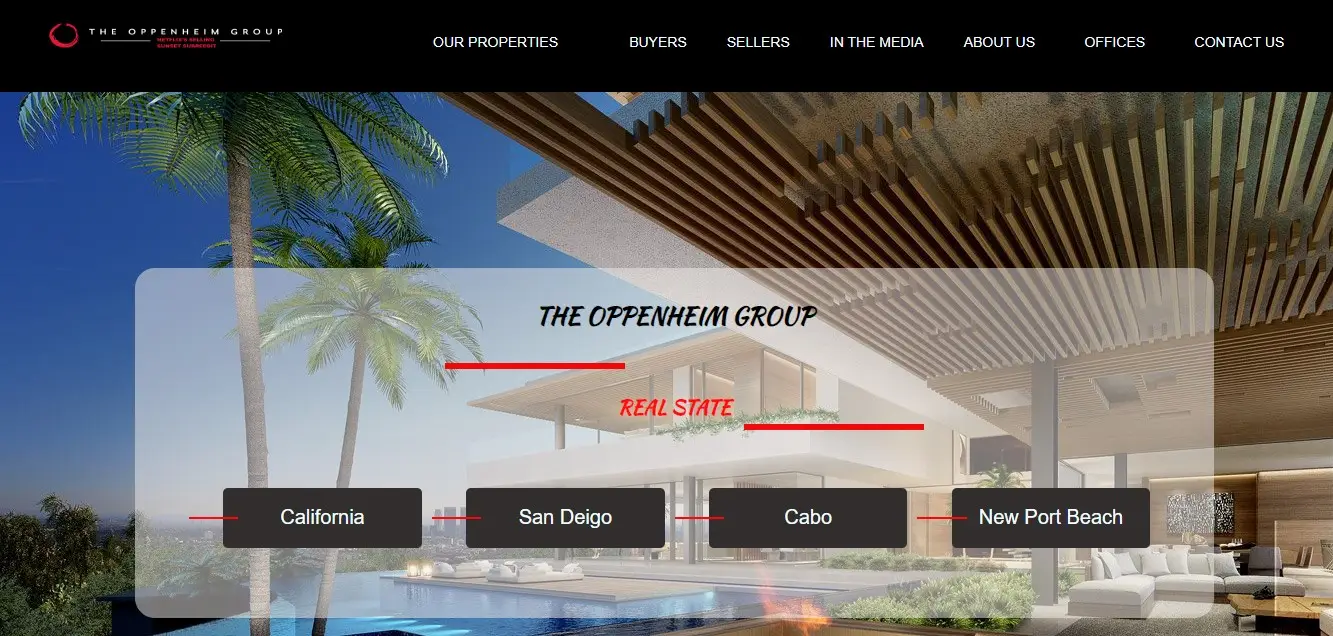 THE OPPENHEIM GROUP
NETFLIX'S SELLING
SUNSET BROKERAGE
OUR PROPERTIES
BUYERS
SELLERS
IN THE MEDIA
ABOUT US
OFFICES
CONTACT US
THE OPPENHEIM GROUP
REAL STATE
California
San Deigo
Cabo
New Port Beach